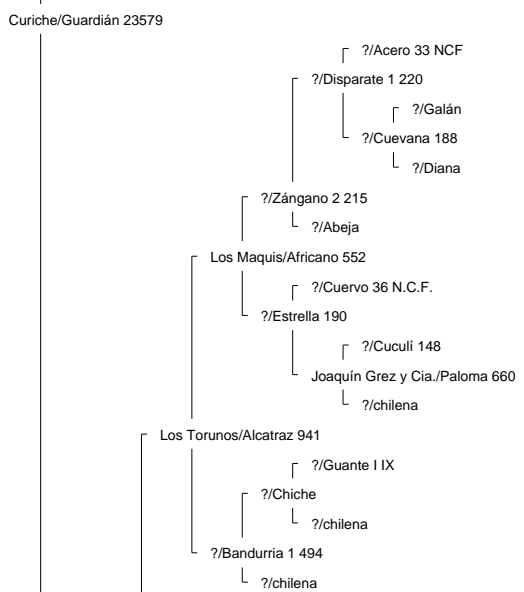 Curiche/Guardián 23579
?/Acero 33 NCF
?/Disparate 1 220
?/Galán
?/Cuevana 188
?/Diana
?/Zángano 2 215
?/Abeja
Los Maquis/Africano 552
?/Cuervo 36 N.C.F.
?/Estrella 190
?/Cuculí 148
Joaquín Grez y Cia./Paloma 660
?/chilena
Los Torunos/Alcatraz 941
?/Guante I IX
?/Chiche
?/chilena
?/Bandurria 1 494
?/chilena